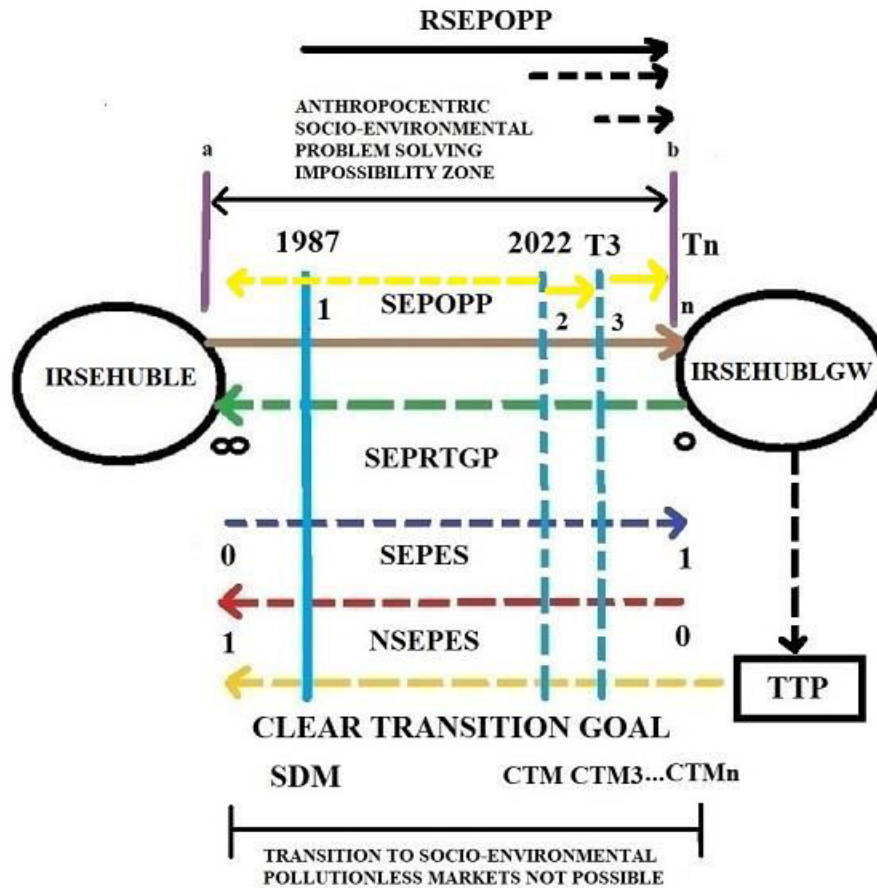 RSEPOPP
ANTHROPOCENTRIC
SOCIO-ENVIRONMENTAL
PROBLEM SOLVING
IMPOSSIBILITY ZONE
a b
1987 2022 T3 Tn
SEPOPP
1 2 3 n
IRSEHUBLE IRSEHUBLGW
∞ 0
SEPRTGP
0 SEPES 1
1 NSEPES 0
TTP
CLEAR TRANSITION GOAL
SDM CTM CTM3...CTMn
TRANSITION TO SOCIO-ENVIRONMENTAL
POLLUTIONLESS MARKETS NOT POSSIBLE